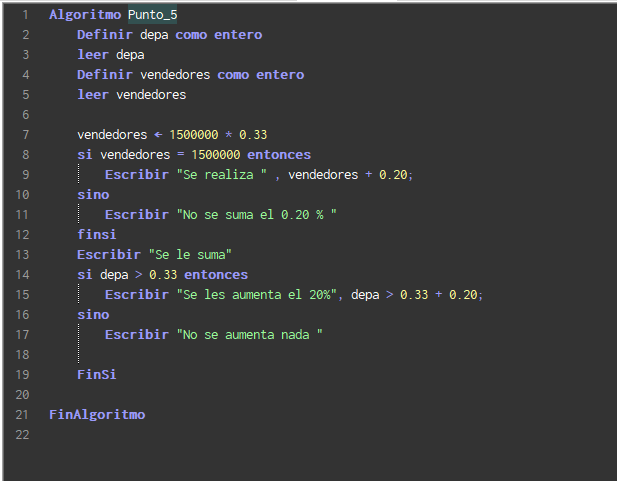 1 Algoritmo Punto_5
2 Definir depa como entero
3 leer depa
4 Definir vendedores como entero
5 leer vendedores
6
7 vendedores ← 1500000 * 0.33
8 si vendedores = 1500000 entonces
9 Escribir "Se realiza " , vendedores + 0.20;
10 sino
11 Escribir "No se suma el 0.20 % "
12 finsi
13 Escribir "Se le suma"
14 si depa > 0.33 entonces
15 Escribir "Se les aumenta el 20%", depa > 0.33 + 0.20;
16 sino
17 Escribir "No se aumenta nada "
18
19 FinSi
20
21 FinAlgoritmo
22